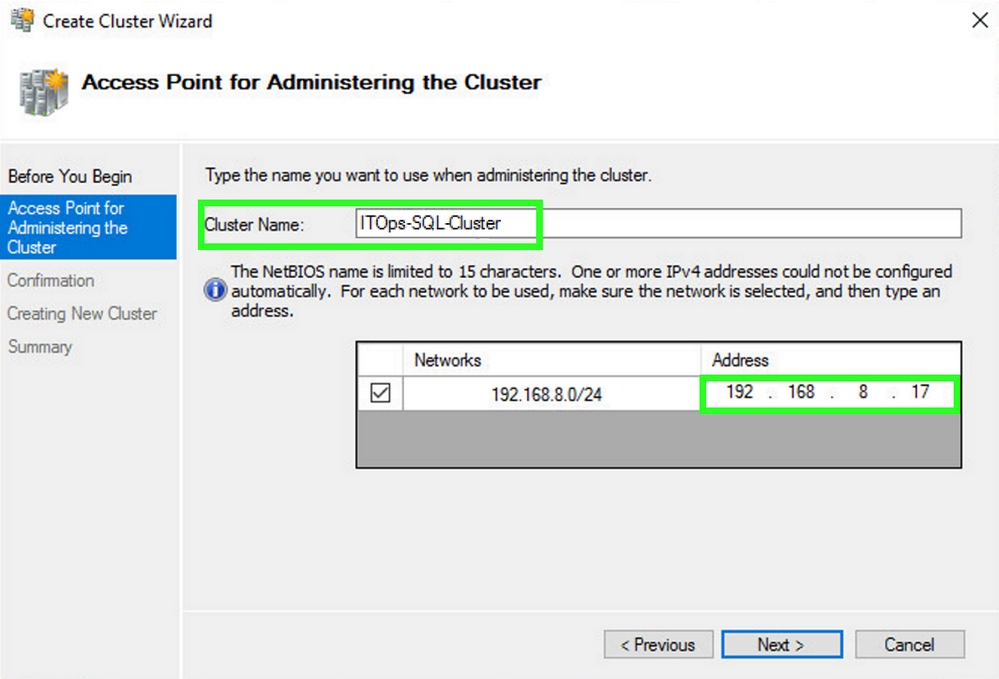 Create Cluster Wizard
Access Point for Administering the Cluster
Before You Begin
Access Point for
Administering the
Cluster
Confirmation
Creating New Cluster
Summary
Type the name you want to use when administering the cluster.
Cluster Name: ITOps-SQL-Cluster
The NetBIOS name is limited to 15 characters.  One or more IPv4 addresses could not be configured
automatically.  For each network to be used, make sure the network is selected, and then type an
address.
Networks Address
192.168.8.0/24 192 . 168 . 8 . 17
< Previous Next > Cancel